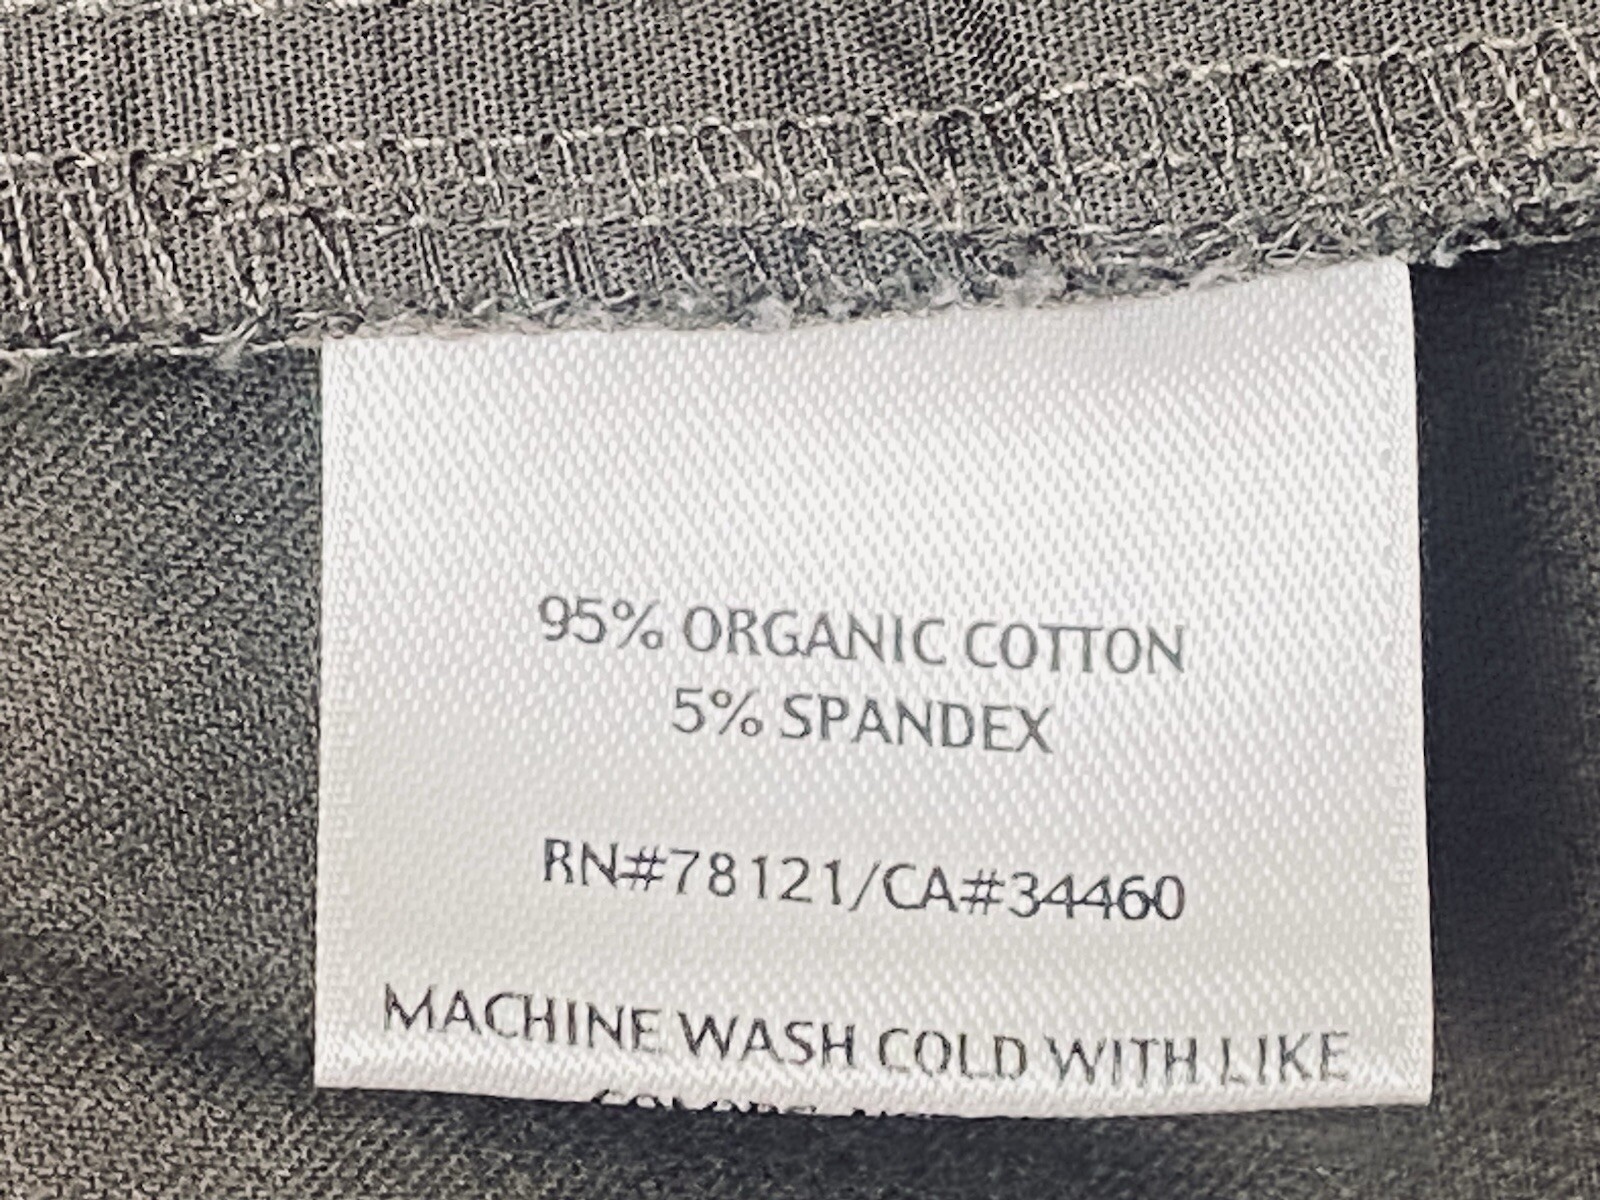 95% ORGANIC COTTON
5% SPANDEX
RN#78121/CA#34460
MACHINE WASH COLD WITH LIKE